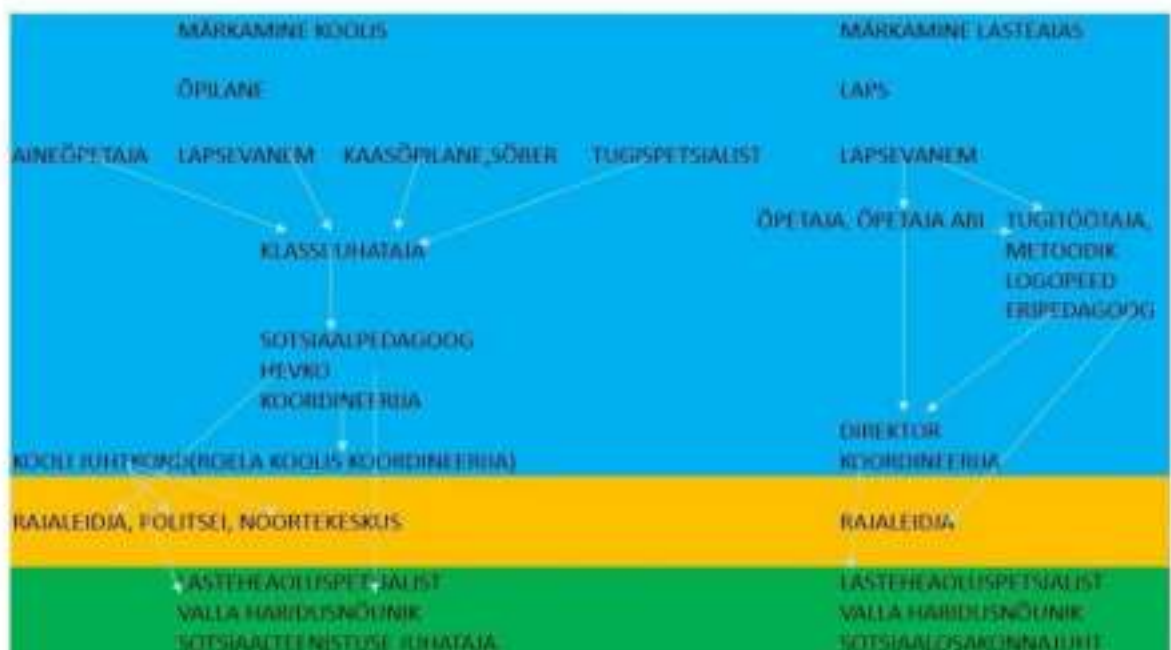 MÄRKAMINE KOOLIS
MÄRKAMINE LASTEAIAS
ÕPILANE
LAPS
AINEÕPETAJA LAPSEVANEM KAASÕPILANE,SÕBER TUGISPETSIALIST
LAPSEVANEM
ÕPETAJA, ÕPETAJA ABI TUGITÖÖTAJA,
METOODIK
LOGOPEED
ERIPEDAGOOG
KLASSIJUHATAJA
SOTSIAALPEDAGOOG
HEVKO
KOORDINEERIJA
DIREKTOR
KOORDINEERIJA
KOOLI JUHTKOND(ROELA KOOLIS KOORDINEERIJA)
RAJALEIDJA, POLITSEI, NOORTEKESKUS
RAJALEIDJA
LASTEHEAOLUSPETSIALIST
VALLA HARIDUSNÕUNIK
SOTSIAALTEENISTUSE JUHATAJA
LASTEHEAOLUSPETSIALIST
VALLA HARIDUSNÕUNIK
SOTSIAALOSAKONNAJUHT